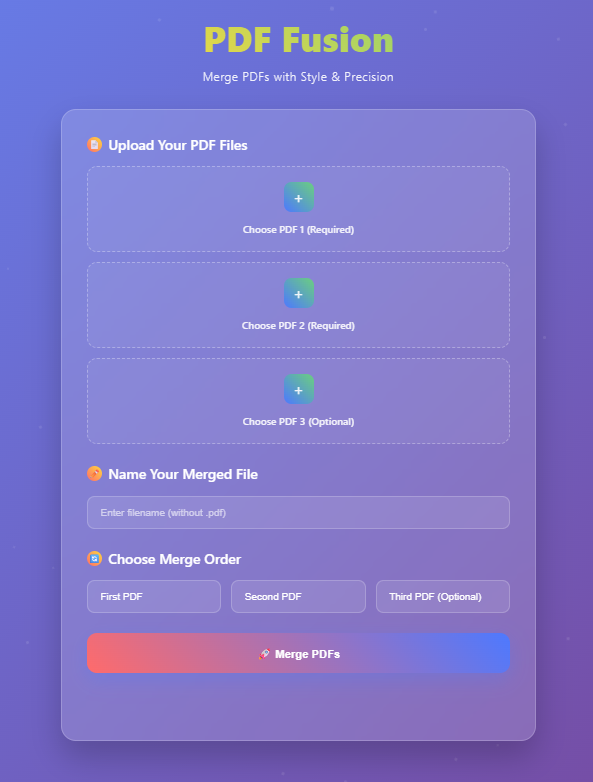 PDF Fusion
Merge PDFs with Style & Precision
Upload Your PDF Files
+
Choose PDF 1 (Required)
+
Choose PDF 2 (Required)
+
Choose PDF 3 (Optional)
Name Your Merged File
Enter filename (without .pdf)
Choose Merge Order
First PDF
Second PDF
Third PDF (Optional)
🚀 Merge PDFs